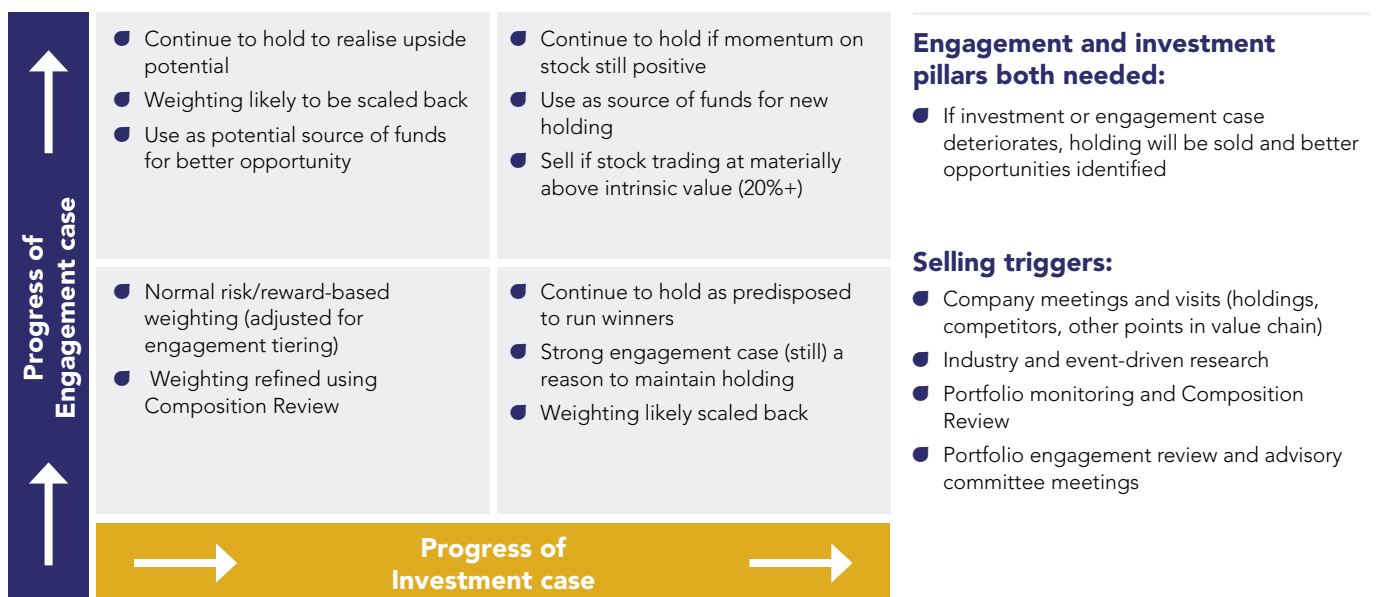 Progress of
Engagement case
Continue to hold to realise upside
potential
Weighting likely to be scaled back
Use as potential source of funds
for better opportunity
Continue to hold if momentum on
stock still positive
Use as source of funds for new
holding
Sell if stock trading at materially
above intrinsic value (20%+)
Normal risk/reward-based
weighting (adjusted for
engagement tiering)
Weighting refined using
Composition Review
Continue to hold as predisposed
to run winners
Strong engagement case (still) a
reason to maintain holding
Weighting likely scaled back
Progress of
Investment case
Engagement and investment
pillars both needed:
If investment or engagement case
deteriorates, holding will be sold and better
opportunities identified
Selling triggers:
Company meetings and visits (holdings,
competitors, other points in value chain)
Industry and event-driven research
Portfolio monitoring and Composition
Review
Portfolio engagement review and advisory
committee meetings